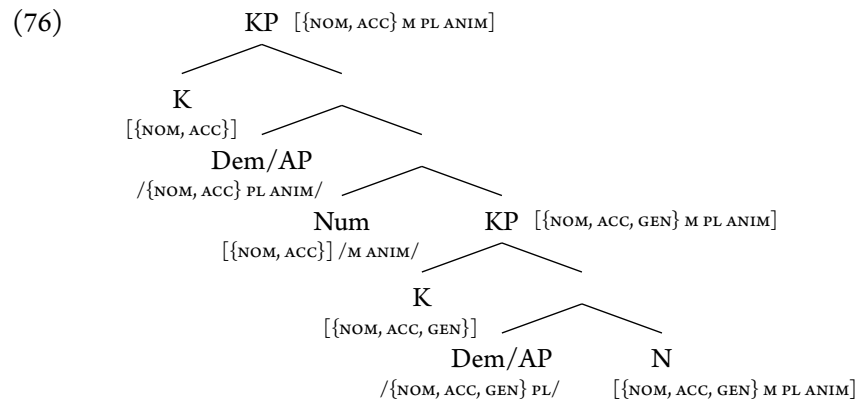 (76)
KP [{NOM, ACC} M PL ANIM]
K
[{NOM, ACC}]
Dem/AP
/{NOM, ACC} PL ANIM/
Num KP [{NOM, ACC, GEN} M PL ANIM]
[{NOM, ACC}] /M ANIM/
K
[{NOM, ACC, GEN}]
Dem/AP N
/{NOM, ACC, GEN} PL/ [{NOM, ACC, GEN} M PL ANIM]